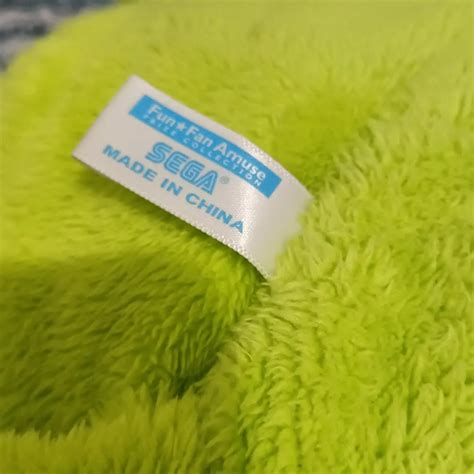 Fun★Fan Amuse
PRIZE COLLECTION
SEGA®
MADE IN CHINA